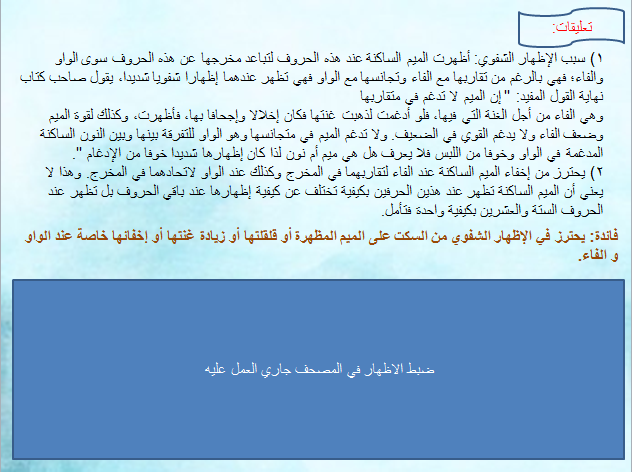 تعليقات:
١) سبب الإظهار الشفوي: أظهرت الميم الساكنة عند هذه الحروف لتباعد مخرجها عن هذه الحروف سوى الواو
والفاء؛ فهي بالرغم من تقاربها مع الفاء وتجانسها مع الواو فهي تظهر عندهما إظهارا شفويا شديدا، يقول صاحب كتاب
نهاية القول المفيد: " إن الميم لا تدغم في متقاربها
وهي الفاء من أجل الغنة التي فيها، فلو أدغمت لذهبت غنتها فكان إخلالا وإجحافا بها، فأظهرت، وكذلك لقوة الميم
وضعف الفاء ولا يدغم القوي في الضعيف. ولا تدغم الميم في متجانسها وهو الواو للتفرقة بينها وبين النون الساكنة
المدغمة في الواو وخوفا من اللبس فلا يعرف هل هي ميم أم نون لذا كان إظهارها شديدا خوفا من الإدغام ".
٢) يحترز من إخفاء الميم الساكنة عند الفاء لتقاربهما في المخرج وكذلك عند الواو لاتحادهما في المخرج. وهذا لا
يعني أن الميم الساكنة تظهر عند هذين الحرفين بكيفية تختلف عن كيفية إظهارها عند باقي الحروف بل تظهر عند
الحروف الستة والعشرين بكيفية واحدة فتأمل.
فائدة: يحترز في الإظهار الشفوي من السكت على الميم المظهرة أو قلقلتها أو زيادة غنتها أو إخفائها خاصة عند الواو
و الفاء.
ضبط الاظهار في المصحف جاري العمل عليه